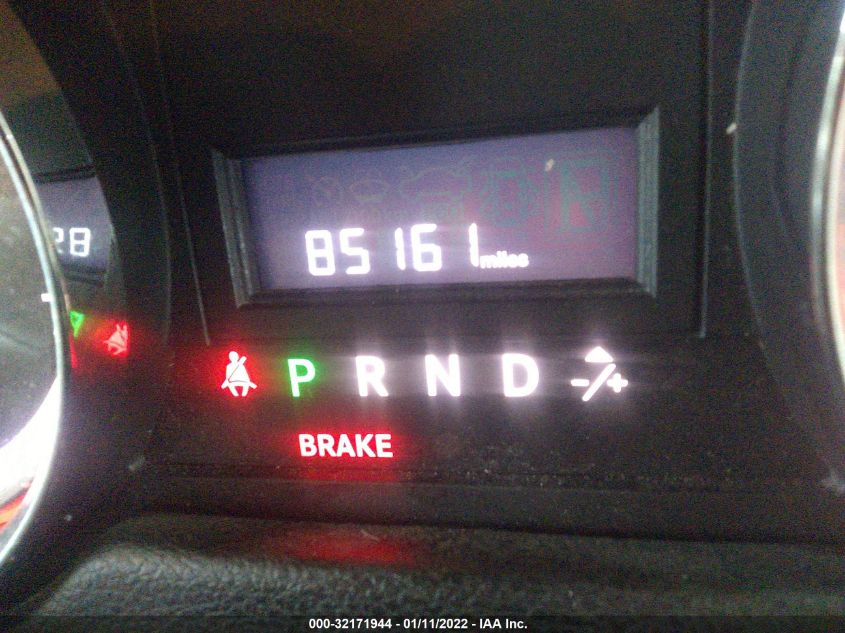 28
85161 miles
P R N D -/+
BRAKE
000-32171944 - 01/11/2022 - IAA Inc.